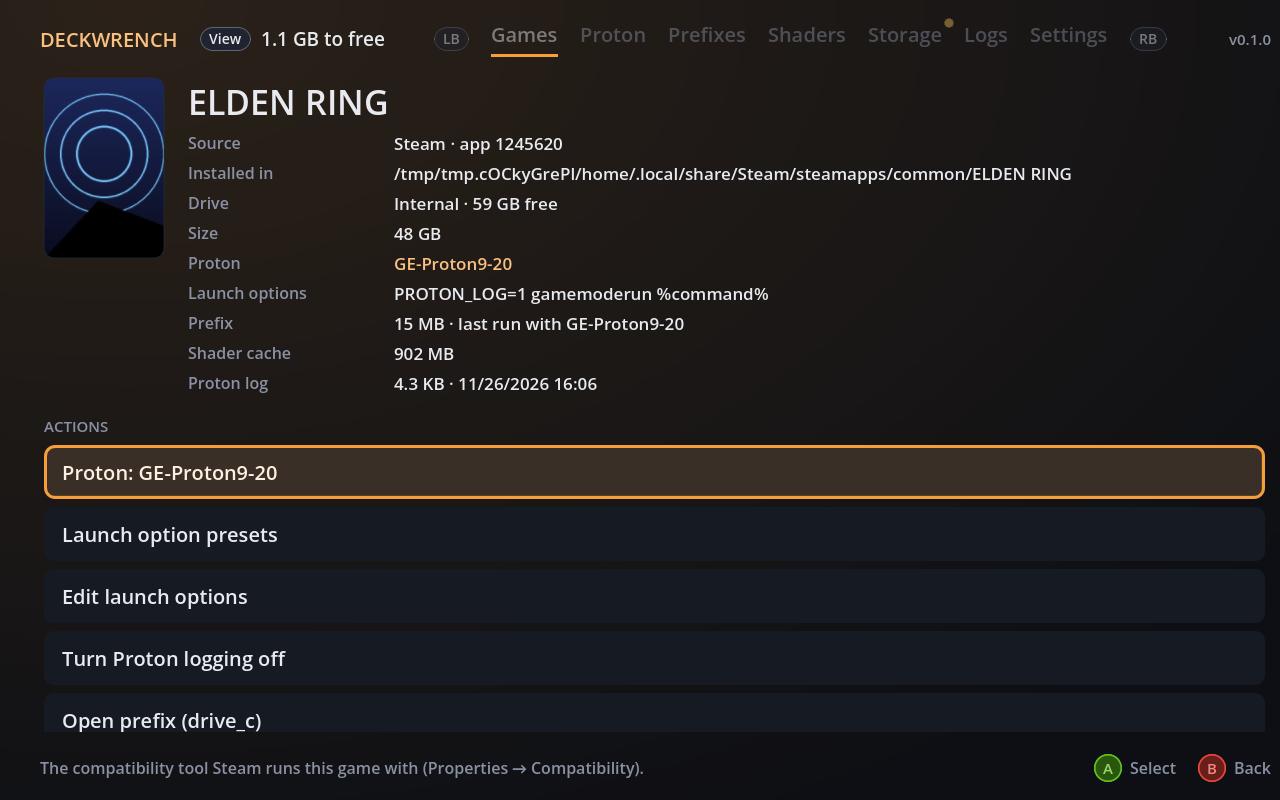 DECKWRENCH View 1.1 GB to free LB Games Proton Prefixes Shaders Storage Logs Settings RB v0.1.0
ELDEN RING
Source Steam · app 1245620
Installed in /tmp/tmp.cOCkyGrePI/home/.local/share/Steam/steamapps/common/ELDEN RING
Drive Internal · 59 GB free
Size 48 GB
Proton GE-Proton9-20
Launch options PROTON_LOG=1 gamemoderun %command%
Prefix 15 MB · last run with GE-Proton9-20
Shader cache 902 MB
Proton log 4.3 KB · 11/26/2026 16:06
ACTIONS
Proton: GE-Proton9-20
Launch option presets
Edit launch options
Turn Proton logging off
Open prefix (drive_c)
The compatibility tool Steam runs this game with (Properties → Compatibility). A Select B Back